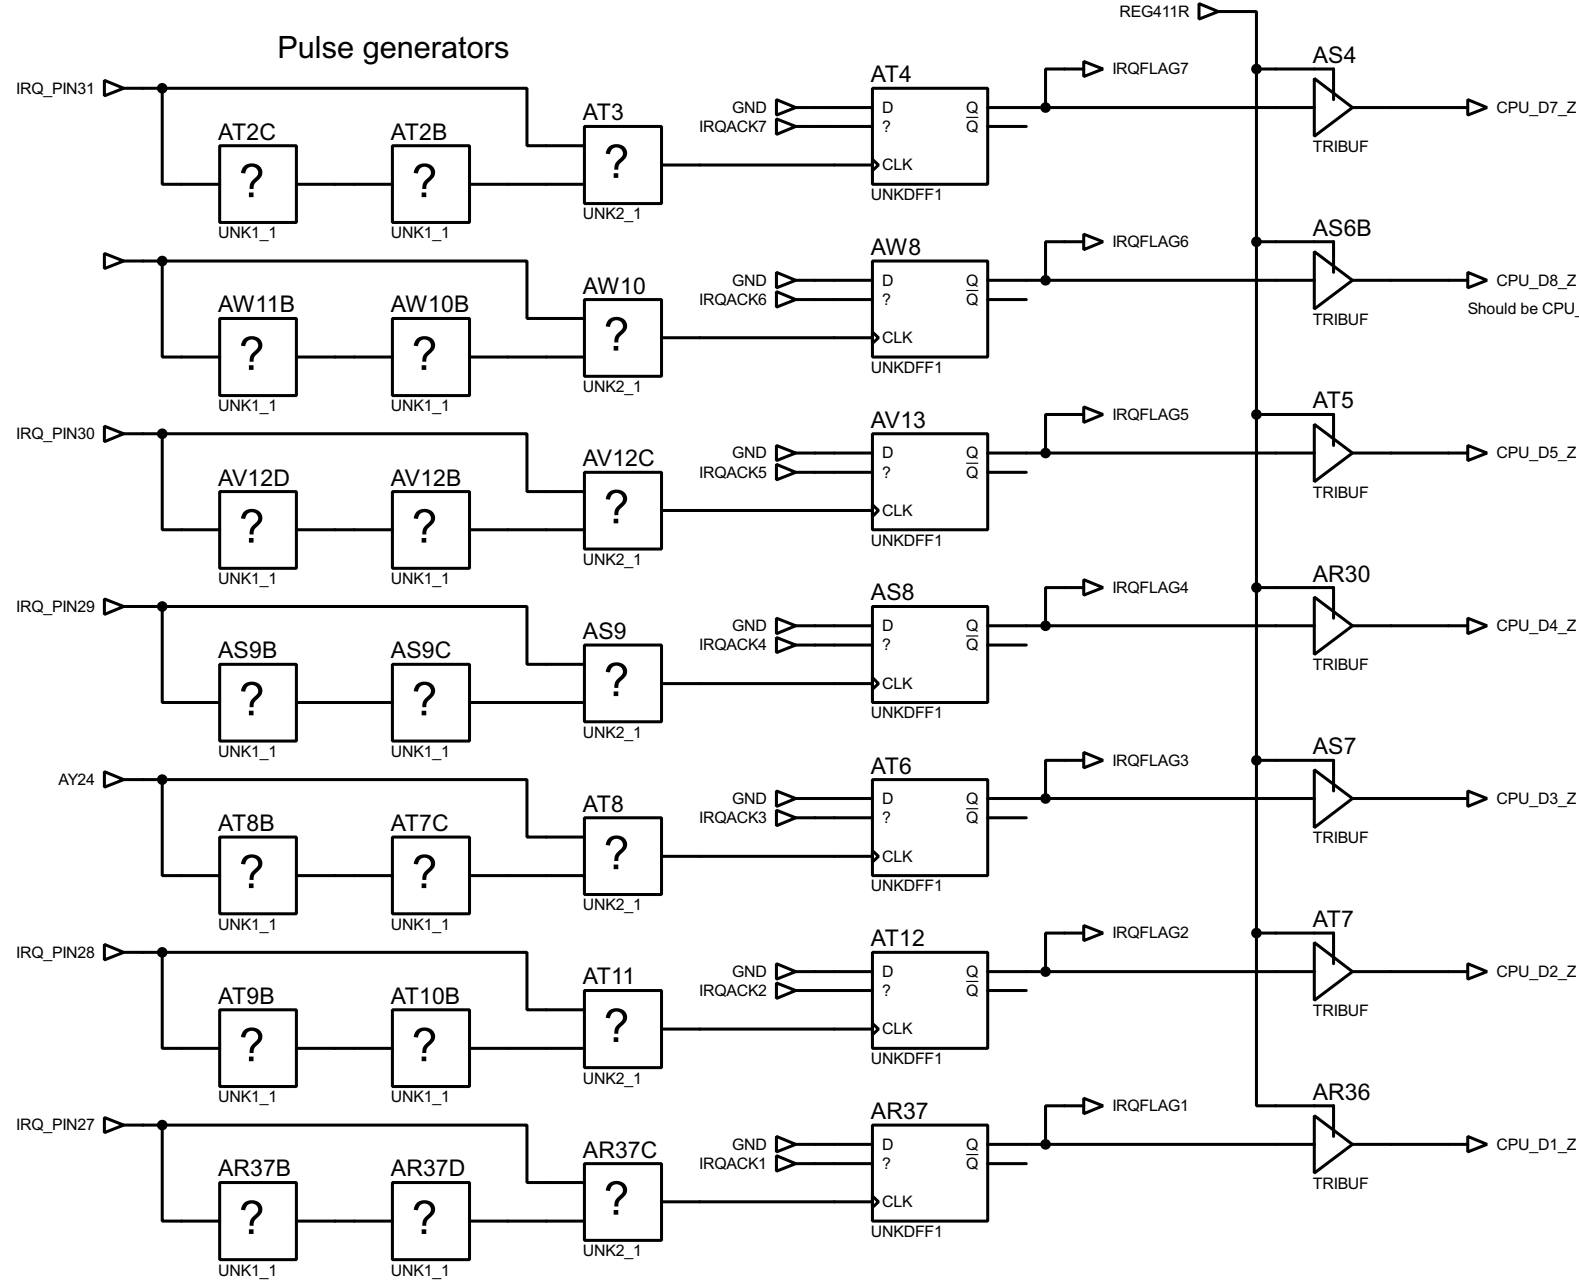 REG411R
Pulse generators
IRQ_PIN31
AT2C
?
UNK1_1
AT2B
?
UNK1_1
AT3
?
UNK2_1
GND
IRQACK7
AT4
D
?
CLK
Q
Q
UNKDFF1
IRQFLAG7
AS4
TRIBUF
CPU_D7_Z
AW11B
?
UNK1_1
AW10B
?
UNK1_1
AW10
?
UNK2_1
GND
IRQACK6
AW8
D
?
CLK
Q
Q
UNKDFF1
IRQFLAG6
AS6B
TRIBUF
CPU_D8_Z
Should be CPU_
IRQ_PIN30
AV12D
?
UNK1_1
AV12B
?
UNK1_1
AV12C
?
UNK2_1
GND
IRQACK5
AV13
D
?
CLK
Q
Q
UNKDFF1
IRQFLAG5
AT5
TRIBUF
CPU_D5_Z
IRQ_PIN29
AS9B
?
UNK1_1
AS9C
?
UNK1_1
AS9
?
UNK2_1
GND
IRQACK4
AS8
D
?
CLK
Q
Q
UNKDFF1
IRQFLAG4
AR30
TRIBUF
CPU_D4_Z
AY24
AT8B
?
UNK1_1
AT7C
?
UNK1_1
AT8
?
UNK2_1
GND
IRQACK3
AT6
D
?
CLK
Q
Q
UNKDFF1
IRQFLAG3
AS7
TRIBUF
CPU_D3_Z
IRQ_PIN28
AT9B
?
UNK1_1
AT10B
?
UNK1_1
AT11
?
UNK2_1
GND
IRQACK2
AT12
D
?
CLK
Q
Q
UNKDFF1
IRQFLAG2
AT7
TRIBUF
CPU_D2_Z
IRQ_PIN27
AR37B
?
UNK1_1
AR37D
?
UNK1_1
AR37C
?
UNK2_1
GND
IRQACK1
AR37
D
?
CLK
Q
Q
UNKDFF1
IRQFLAG1
AR36
TRIBUF
CPU_D1_Z